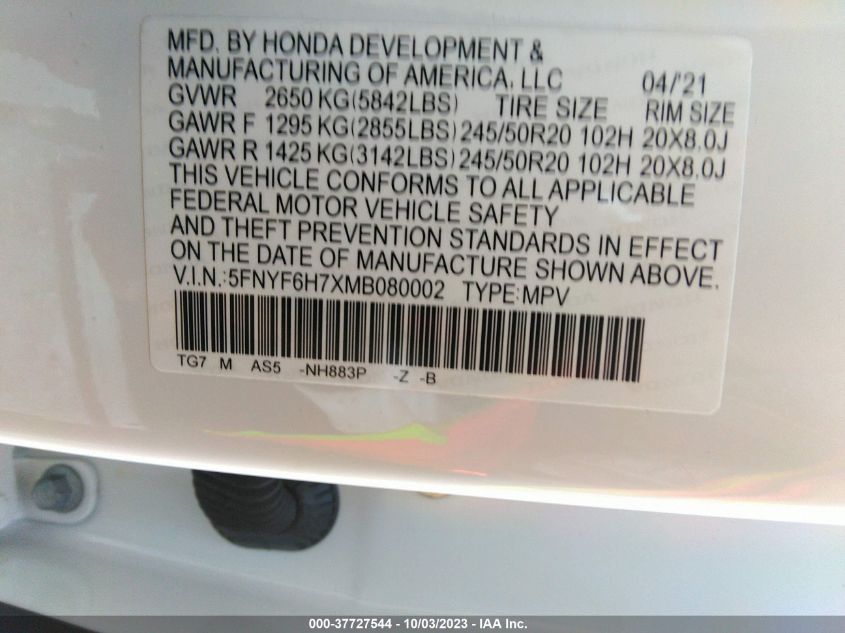 MFD. BY HONDA DEVELOPMENT &
MANUFACTURING OF AMERICA, LLC 04/'21
GVWR 2650 KG(5842LBS) TIRE SIZE RIM SIZE
GAWR F 1295 KG(2855LBS) 245/50R20 102H 20X8.0J
GAWR R 1425 KG(3142LBS) 245/50R20 102H 20X8.0J
THIS VEHICLE CONFORMS TO ALL APPLICABLE
FEDERAL MOTOR VEHICLE SAFETY
AND THEFT PREVENTION STANDARDS IN EFFECT
ON THE DATE OF MANUFACTURE SHOWN ABOVE.
V.I.N.:5FNYF6H7XMB080002 TYPE:MPV
TG7 M AS5 -NH883P -Z -B
000-37727544 - 10/03/2023 - IAA Inc.